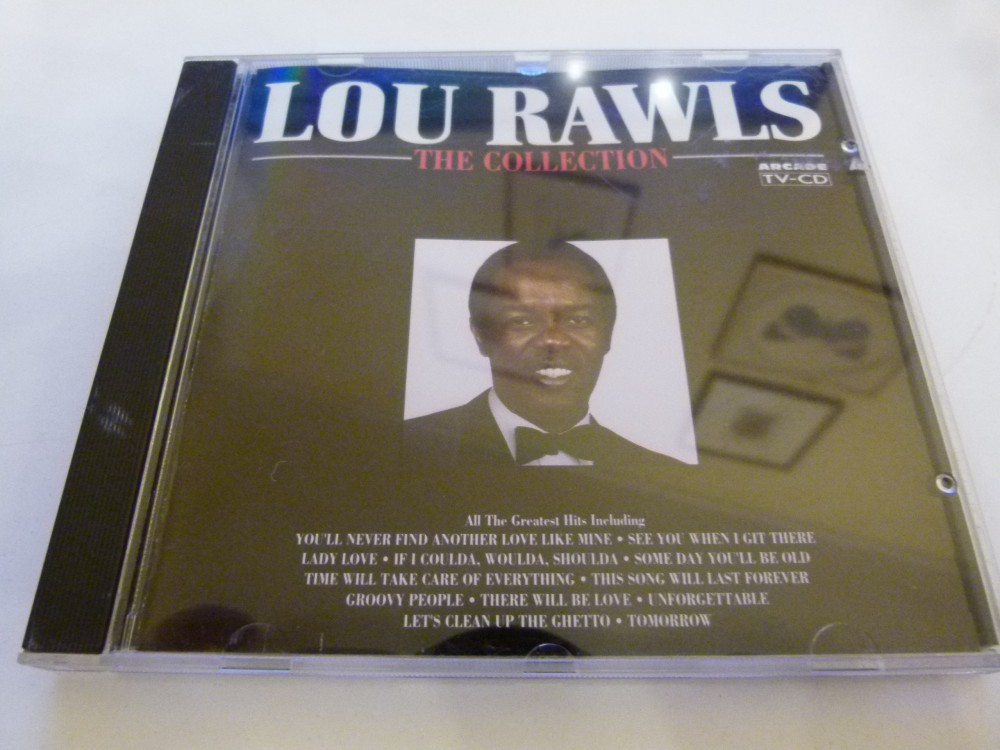 LOU RAWLS
THE COLLECTION
ARCADE
TV-CD
All The Greatest Hits Including
YOU'LL NEVER FIND ANOTHER LOVE LIKE MINE • SEE YOU WHEN I GIT THERE
LADY LOVE • IF I COULDA, WOULDA, SHOULDA • SOME DAY YOU'LL BE OLD
TIME WILL TAKE CARE OF EVERYTHING • THIS SONG WILL LAST FOREVER
GROOVY PEOPLE • THERE WILL BE LOVE • UNFORGETTABLE
LET'S CLEAN UP THE GHETTO • TOMORROW